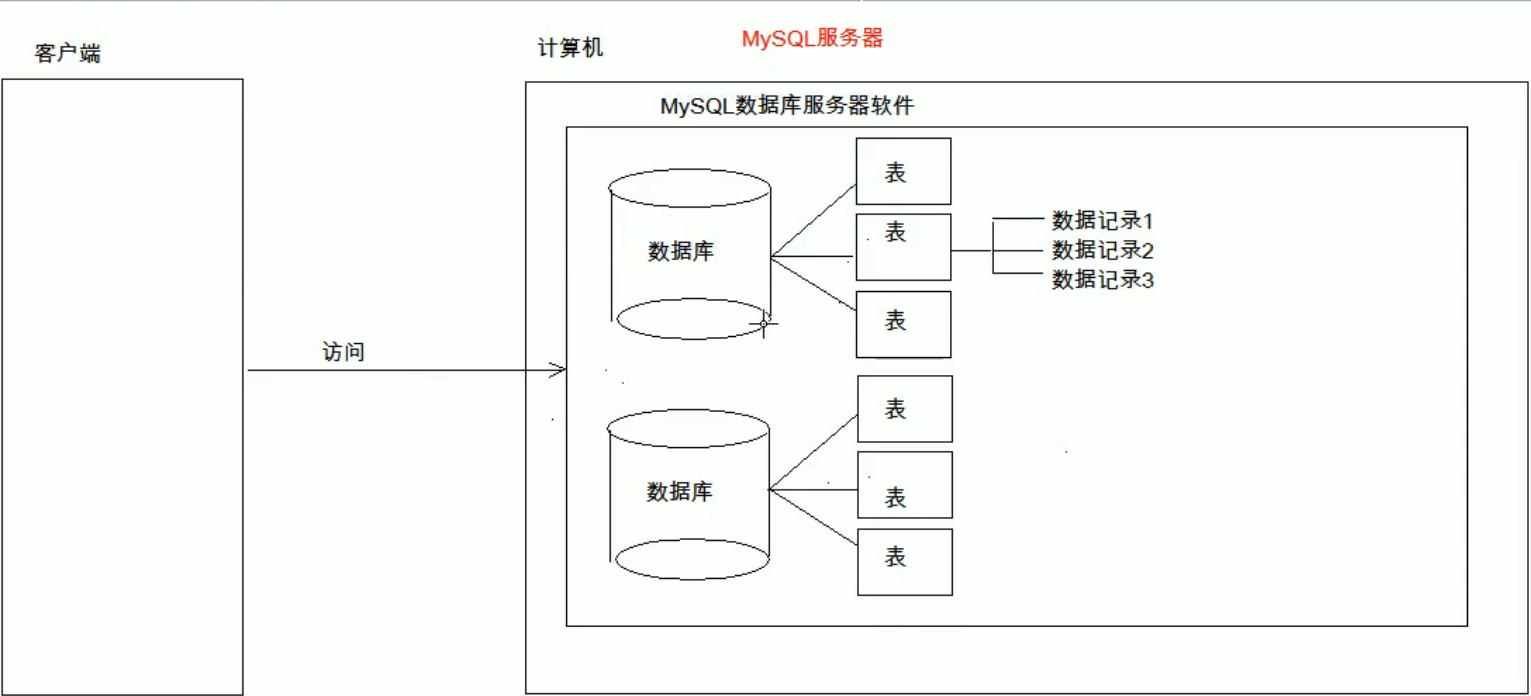 客户端
计算机
MySQL服务器
MySQL数据库服务器软件
表
表
数据记录1
数据记录2
数据记录3
数据库
表
访问
表
数据库
表
表